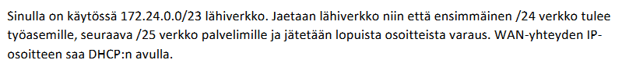 Sinulla on käytössä 172.24.0.0/23 lähiverkko. Jaetaan lähiverkko niin että ensimmäinen /24 verkko tulee
työasemille, seuraava /25 verkko palvelimille ja jätetään lopuista osoitteista varaus. WAN-yhteyden IP-
osoitteen saa DHCP:n avulla.